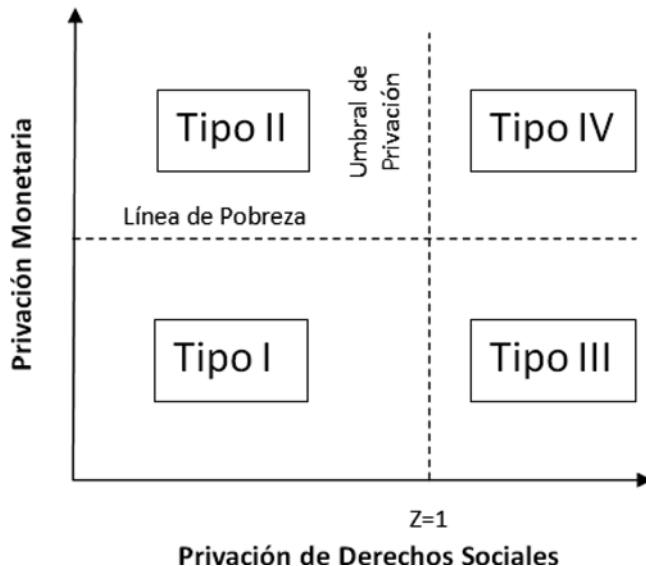 Privación Monetaria
Tipo II
Umbral de
Privación
Tipo IV
Línea de Pobreza
Tipo I
Tipo III
Z=1
Privación de Derechos Sociales